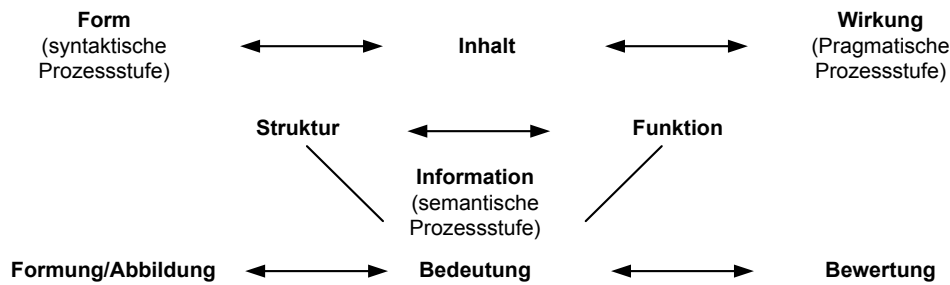 Form
(syntaktische
Prozessstufe)
Inhalt
Wirkung
(Pragmatische
Prozessstufe)
Struktur
Funktion
Information
(semantische
Prozessstufe)
Formung/Abbildung
Bedeutung
Bewertung